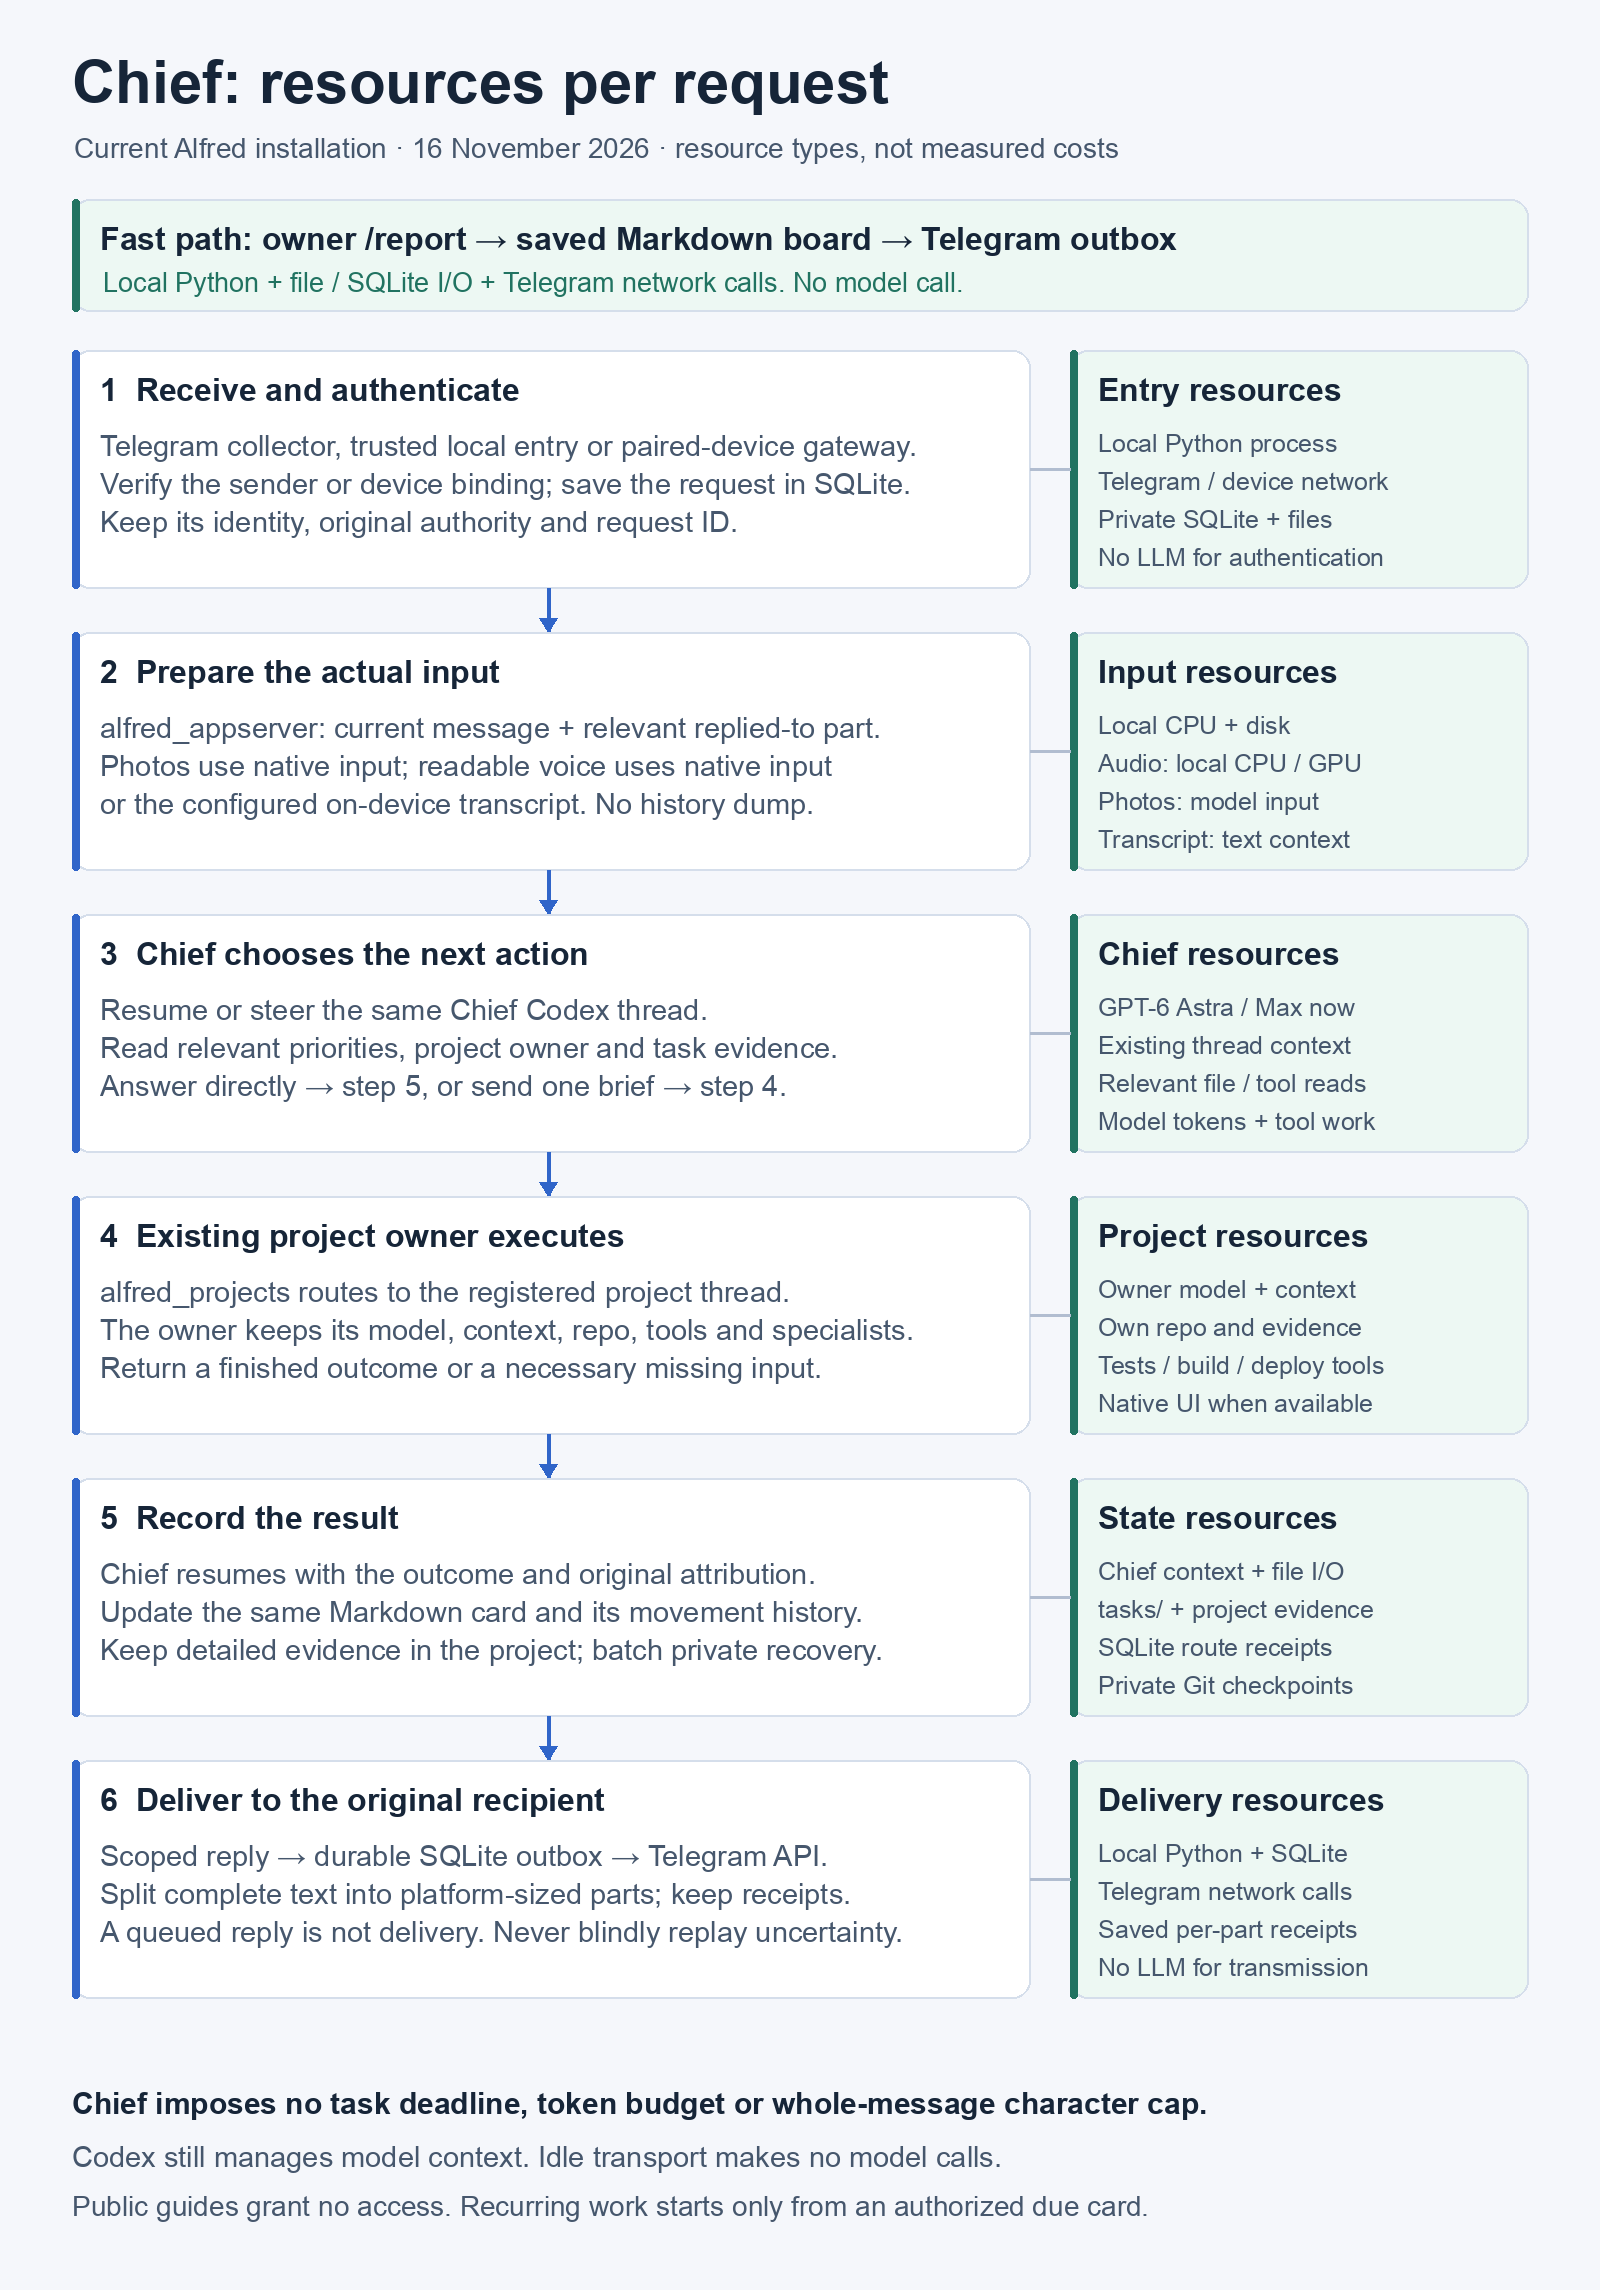 Chief: resources per request
Current Alfred installation · 16 November 2026 · resource types, not measured costs
Fast path: owner /report → saved Markdown board → Telegram outbox
Local Python + file / SQLite I/O + Telegram network calls. No model call.
1 Receive and authenticate
Telegram collector, trusted local entry or paired-device gateway.
Verify the sender or device binding; save the request in SQLite.
Keep its identity, original authority and request ID.
Entry resources
Local Python process
Telegram / device network
Private SQLite + files
No LLM for authentication
2 Prepare the actual input
alfred_appserver: current message + relevant replied-to part.
Photos use native input; readable voice uses native input
or the configured on-device transcript. No history dump.
Input resources
Local CPU + disk
Audio: local CPU / GPU
Photos: model input
Transcript: text context
3 Chief chooses the next action
Resume or steer the same Chief Codex thread.
Read relevant priorities, project owner and task evidence.
Answer directly → step 5, or send one brief → step 4.
Chief resources
GPT-6 Astra / Max now
Existing thread context
Relevant file / tool reads
Model tokens + tool work
4 Existing project owner executes
alfred_projects routes to the registered project thread.
The owner keeps its model, context, repo, tools and specialists.
Return a finished outcome or a necessary missing input.
Project resources
Owner model + context
Own repo and evidence
Tests / build / deploy tools
Native UI when available
5 Record the result
Chief resumes with the outcome and original attribution.
Update the same Markdown card and its movement history.
Keep detailed evidence in the project; batch private recovery.
State resources
Chief context + file I/O
tasks/ + project evidence
SQLite route receipts
Private Git checkpoints
6 Deliver to the original recipient
Scoped reply → durable SQLite outbox → Telegram API.
Split complete text into platform-sized parts; keep receipts.
A queued reply is not delivery. Never blindly replay uncertainty.
Delivery resources
Local Python + SQLite
Telegram network calls
Saved per-part receipts
No LLM for transmission
Chief imposes no task deadline, token budget or whole-message character cap.
Codex still manages model context. Idle transport makes no model calls.
Public guides grant no access. Recurring work starts only from an authorized due card.